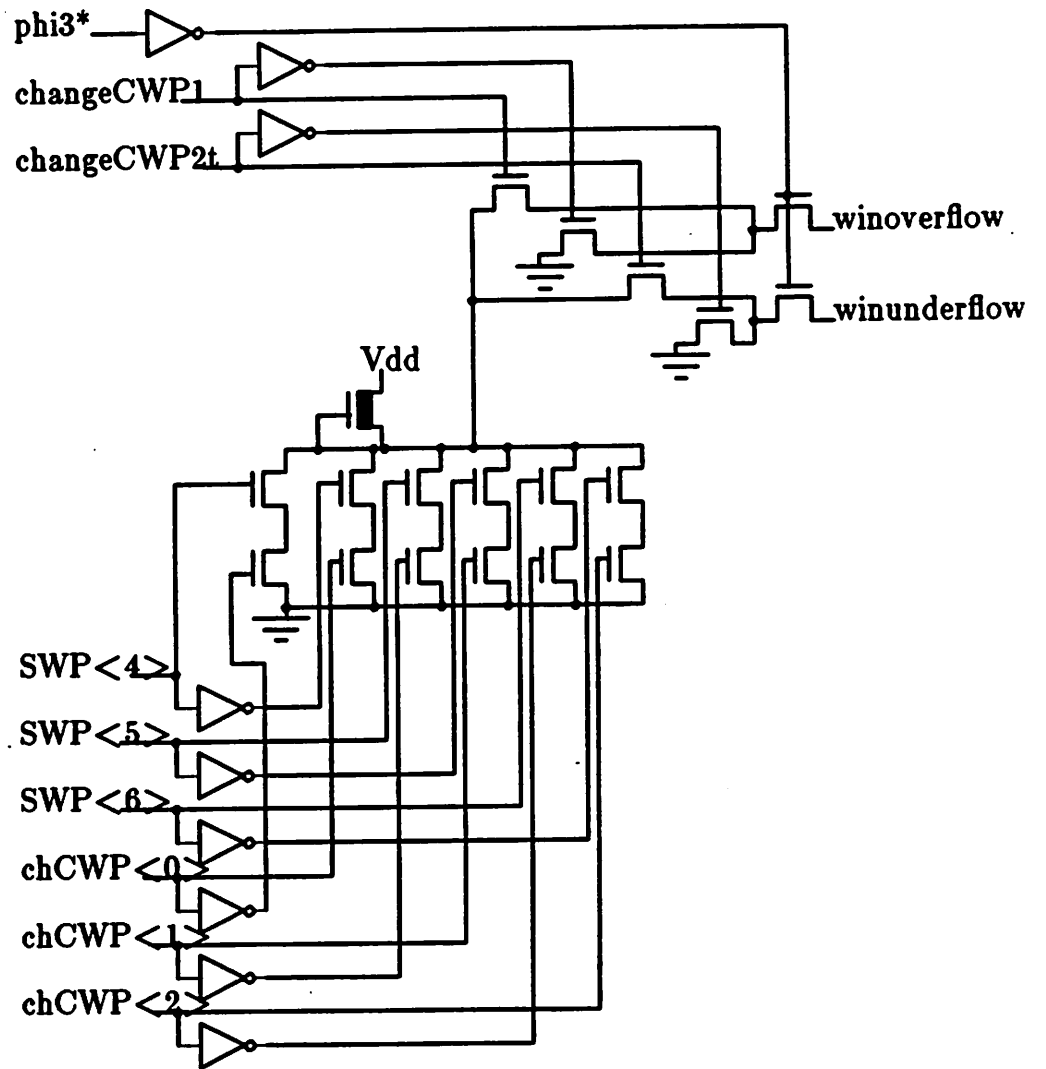 phi3*
changeCWP1
changeCWP2t
winoverflow
winunderflow
Vdd
SWP<4>
SWP<5>
SWP<6>
chCWP<0>
chCWP<1>
chCWP<2>